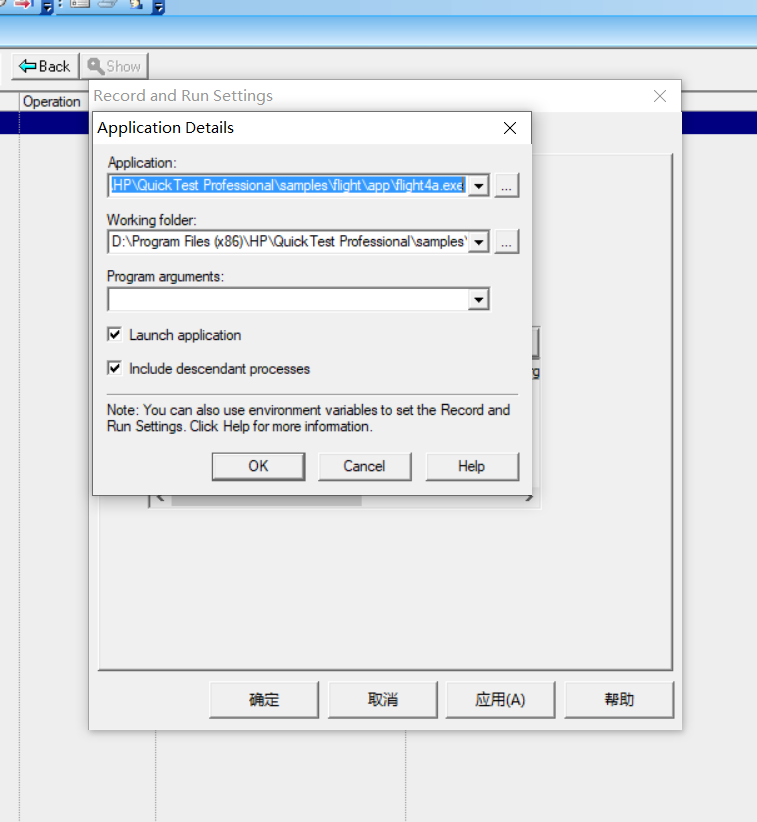 Back
Show
Operation
Record and Run Settings
Application Details
Application:
HP\QuickTest Professional\samples\flight\app\flight4a.exe
...
Working folder:
D:\Program Files (x86)\HP\QuickTest Professional\samples\
...
Program arguments:
Launch application
Include descendant processes
Note: You can also use environment variables to set the Record and
Run Settings. Click Help for more information.
OK
Cancel
Help
确定
取消
应用(A)
帮助